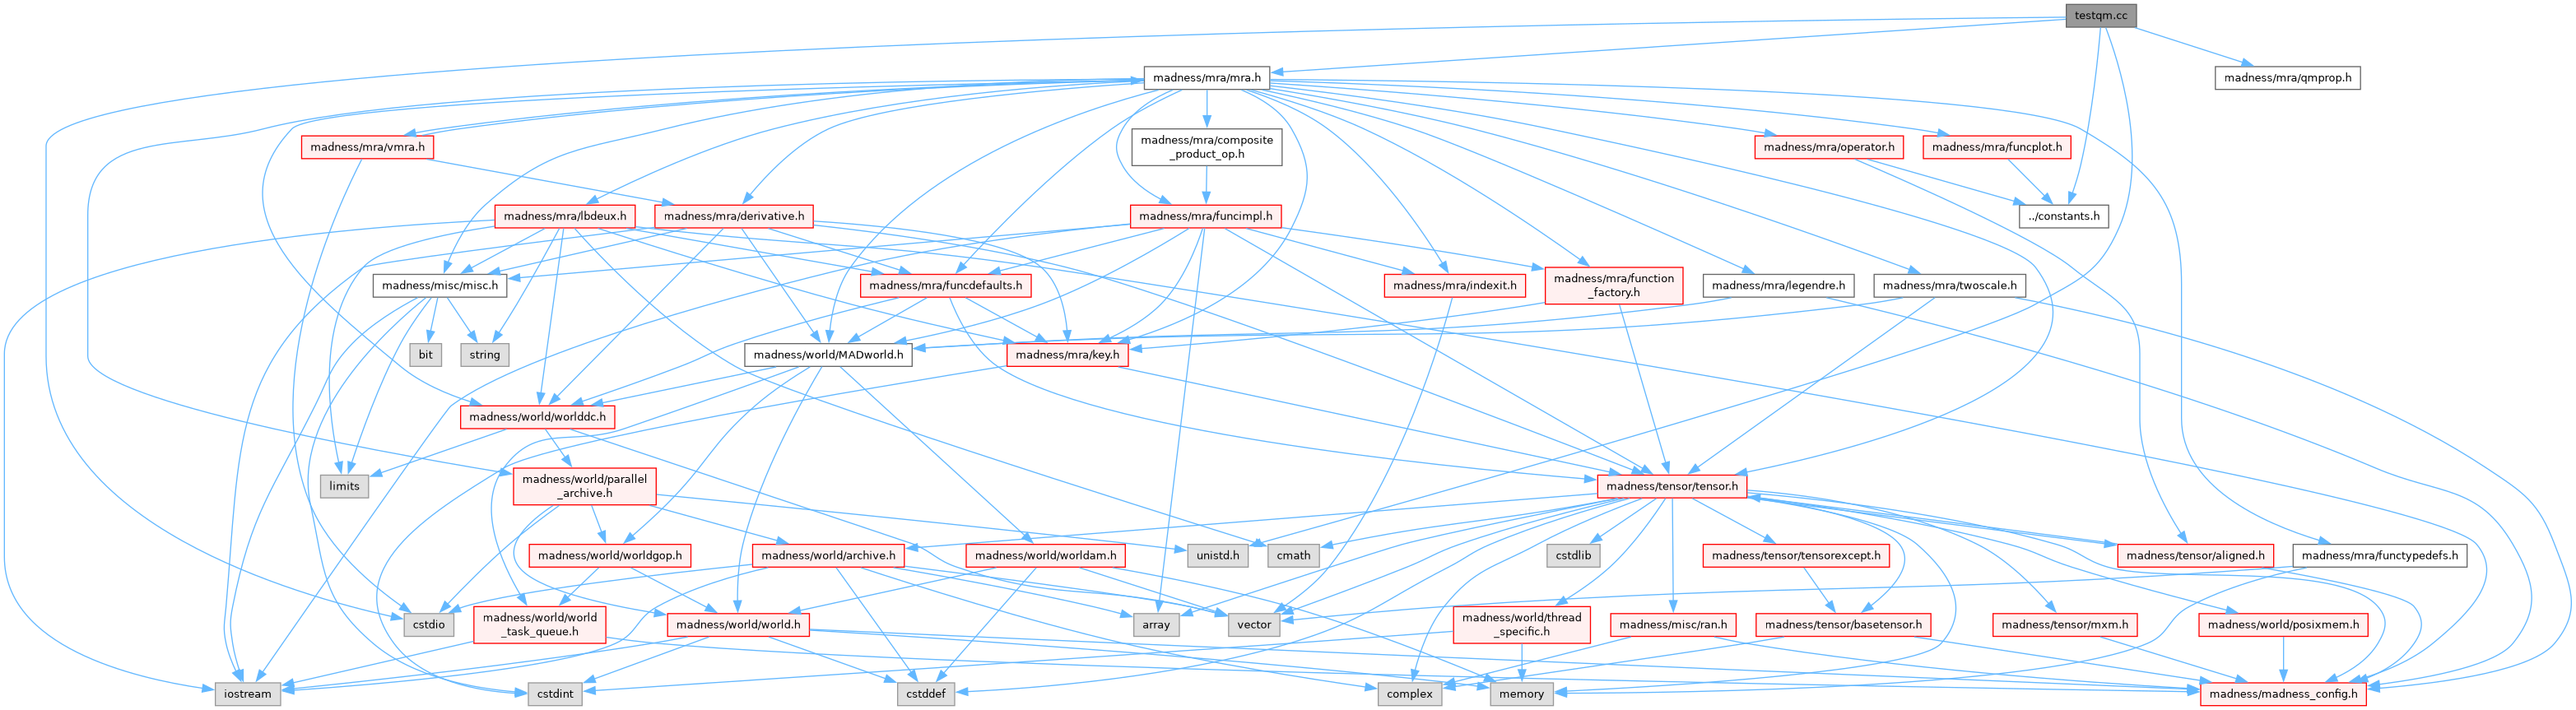 testqm.cc
madness/mra/mra.h
madness/mra/qmprop.h
madness/mra/vmra.h
madness/mra/composite
_product_op.h
madness/mra/operator.h
madness/mra/funcplot.h
madness/mra/lbdeux.h
madness/mra/derivative.h
madness/mra/funcimpl.h
../constants.h
madness/misc/misc.h
madness/mra/funcdefaults.h
madness/mra/indexit.h
madness/mra/function
_factory.h
madness/mra/legendre.h
madness/mra/twoscale.h
bit
string
madness/world/MADworld.h
madness/mra/key.h
madness/world/worlddc.h
limits
madness/world/parallel
_archive.h
madness/tensor/tensor.h
madness/world/worldgop.h
madness/world/archive.h
madness/world/worldam.h
unistd.h
cmath
cstdlib
madness/tensor/tensorexcept.h
madness/tensor/aligned.h
madness/mra/functypedefs.h
cstdio
madness/world/world
_task_queue.h
madness/world/world.h
array
vector
madness/world/thread
_specific.h
madness/misc/ran.h
madness/tensor/basetensor.h
madness/tensor/mxm.h
madness/world/posixmem.h
iostream
cstdint
cstddef
complex
memory
madness/madness_config.h